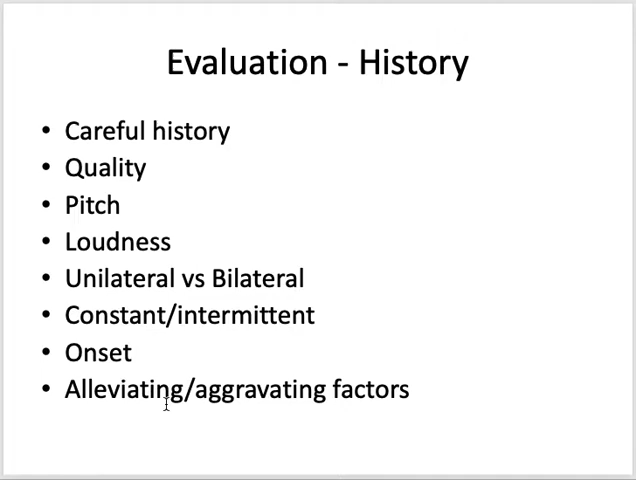 Evaluation - History
• Careful history
• Quality
• Pitch
• Loudness
• Unilateral vs Bilateral
• Constant/intermittent
• Onset
• Alleviating/aggravating factors